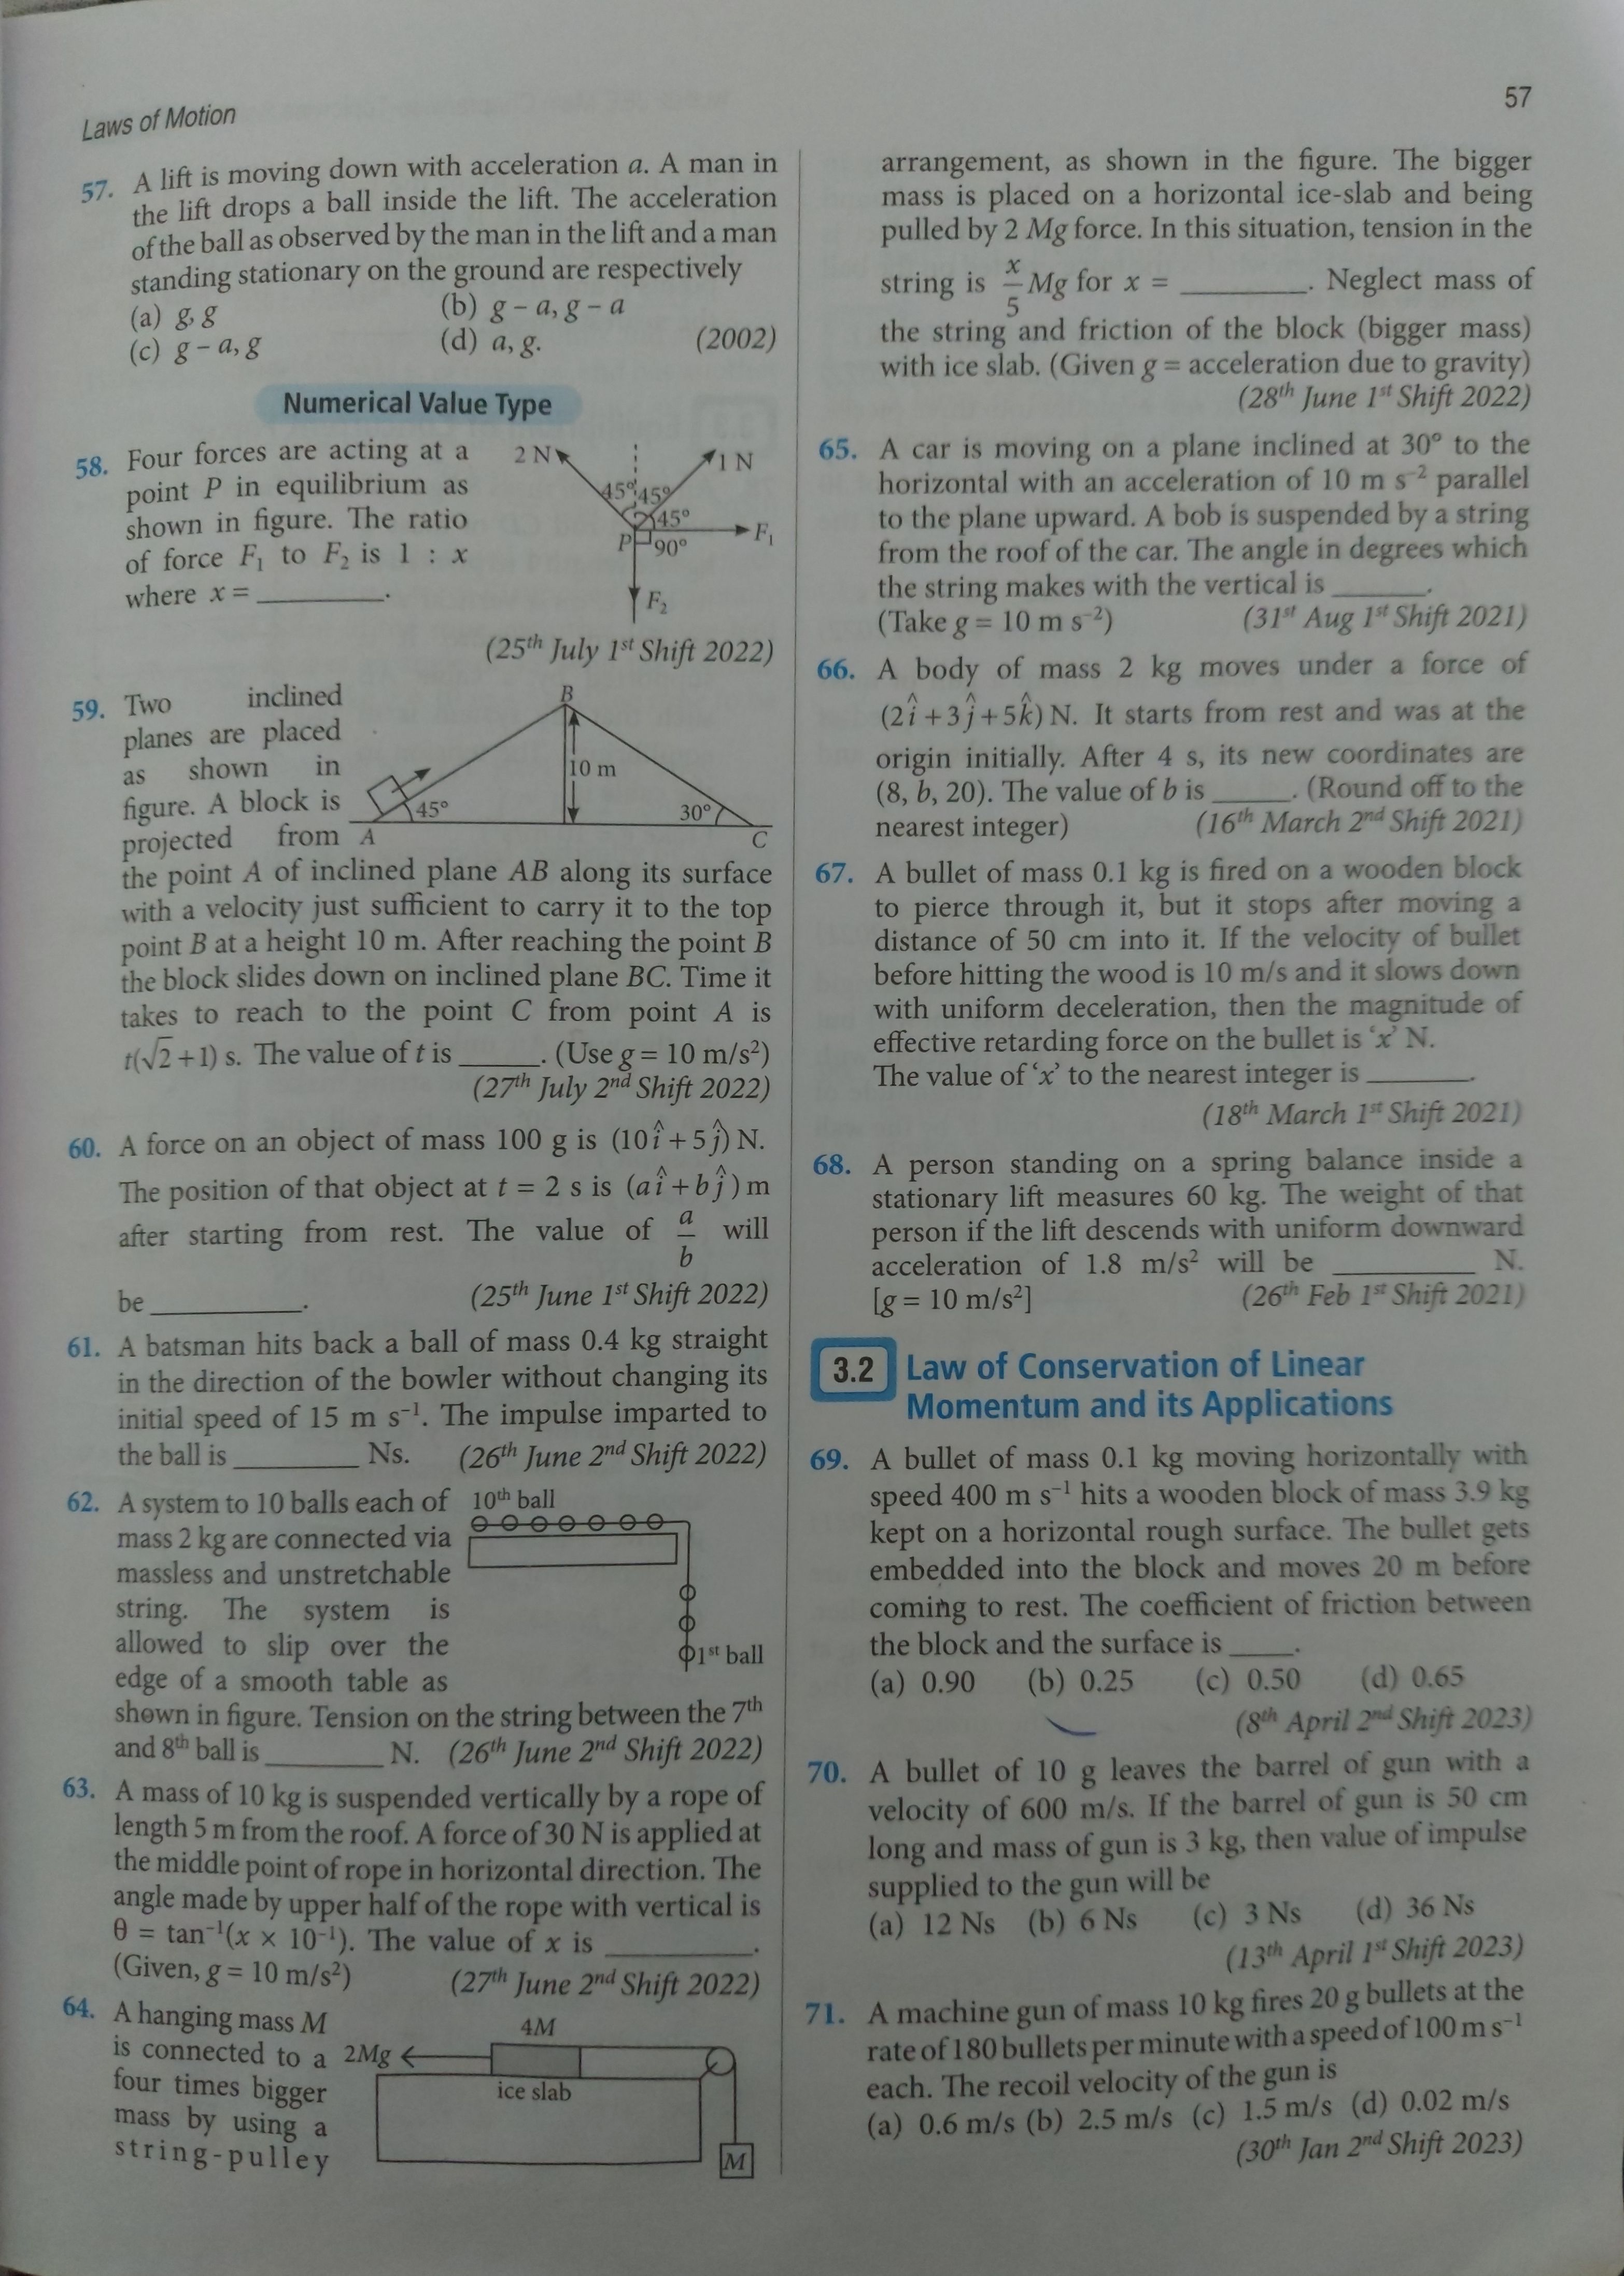 Laws of Motion
57
57. A lift is moving down with acceleration a. A man in
the lift drops a ball inside the lift. The acceleration
of the ball as observed by the man in the lift and a man
standing stationary on the ground are respectively
(a) g, g (b) g – a, g – a
(c) g – a, g (d) a, g. (2002)
Numerical Value Type
58. Four forces are acting at a
point P in equilibrium as
shown in figure. The ratio
of force F₁ to F₂ is 1 : x
where x = ________.
2 N
1 N
45° 45°
45°
P
90°
F₁
F₂
(25th July 1st Shift 2022)
59. Two inclined
planes are placed
as shown in
figure. A block is
projected from
B
10 m
45°
30°
A
C
the point A of inclined plane AB along its surface
with a velocity just sufficient to carry it to the top
point B at a height 10 m. After reaching the point B
the block slides down on inclined plane BC. Time it
takes to reach to the point C from point A is
t(√2 + 1) s. The value of t is _____. (Use g = 10 m/s²)
(27th July 2nd Shift 2022)
60. A force on an object of mass 100 g is (10î + 5ĵ) N.
The position of that object at t = 2 s is (aî + bĵ) m
after starting from rest. The value of a/b will
be ________. (25th June 1st Shift 2022)
61. A batsman hits back a ball of mass 0.4 kg straight
in the direction of the bowler without changing its
initial speed of 15 m s⁻¹. The impulse imparted to
the ball is ________ Ns. (26th June 2nd Shift 2022)
62. A system to 10 balls each of
mass 2 kg are connected via
massless and unstretchable
string. The system is
allowed to slip over the
edge of a smooth table as
10th ball
1st ball
shown in figure. Tension on the string between the 7th
and 8th ball is ________ N. (26th June 2nd Shift 2022)
63. A mass of 10 kg is suspended vertically by a rope of
length 5 m from the roof. A force of 30 N is applied at
the middle point of rope in horizontal direction. The
angle made by upper half of the rope with vertical is
θ = tan⁻¹(x × 10⁻¹). The value of x is ________.
(Given, g = 10 m/s²) (27th June 2nd Shift 2022)
64. A hanging mass M
is connected to a
four times bigger
mass by using a
string-pulley
4M
2Mg
ice slab
M
arrangement, as shown in the figure. The bigger
mass is placed on a horizontal ice-slab and being
pulled by 2 Mg force. In this situation, tension in the
string is x/5 Mg for x = ________. Neglect mass of
the string and friction of the block (bigger mass)
with ice slab. (Given g = acceleration due to gravity)
(28th June 1st Shift 2022)
65. A car is moving on a plane inclined at 30° to the
horizontal with an acceleration of 10 m s⁻² parallel
to the plane upward. A bob is suspended by a string
from the roof of the car. The angle in degrees which
the string makes with the vertical is ______.
(Take g = 10 m s⁻²) (31st Aug 1st Shift 2021)
66. A body of mass 2 kg moves under a force of
(2î + 3ĵ + 5k̂) N. It starts from rest and was at the
origin initially. After 4 s, its new coordinates are
(8, b, 20). The value of b is _____. (Round off to the
nearest integer) (16th March 2nd Shift 2021)
67. A bullet of mass 0.1 kg is fired on a wooden block
to pierce through it, but it stops after moving a
distance of 50 cm into it. If the velocity of bullet
before hitting the wood is 10 m/s and it slows down
with uniform deceleration, then the magnitude of
effective retarding force on the bullet is ‘x’ N.
The value of ‘x’ to the nearest integer is _______.
(18th March 1st Shift 2021)
68. A person standing on a spring balance inside a
stationary lift measures 60 kg. The weight of that
person if the lift descends with uniform downward
acceleration of 1.8 m/s² will be ________ N.
[g = 10 m/s²] (26th Feb 1st Shift 2021)
3.2 Law of Conservation of Linear
Momentum and its Applications
69. A bullet of mass 0.1 kg moving horizontally with
speed 400 m s⁻¹ hits a wooden block of mass 3.9 kg
kept on a horizontal rough surface. The bullet gets
embedded into the block and moves 20 m before
coming to rest. The coefficient of friction between
the block and the surface is ____.
(a) 0.90 (b) 0.25 (c) 0.50 (d) 0.65
(8th April 2nd Shift 2023)
70. A bullet of 10 g leaves the barrel of gun with a
velocity of 600 m/s. If the barrel of gun is 50 cm
long and mass of gun is 3 kg, then value of impulse
supplied to the gun will be
(a) 12 Ns (b) 6 Ns (c) 3 Ns (d) 36 Ns
(13th April 1st Shift 2023)
71. A machine gun of mass 10 kg fires 20 g bullets at the
rate of 180 bullets per minute with a speed of 100 m s⁻¹
each. The recoil velocity of the gun is
(a) 0.6 m/s (b) 2.5 m/s (c) 1.5 m/s (d) 0.02 m/s
(30th Jan 2nd Shift 2023)